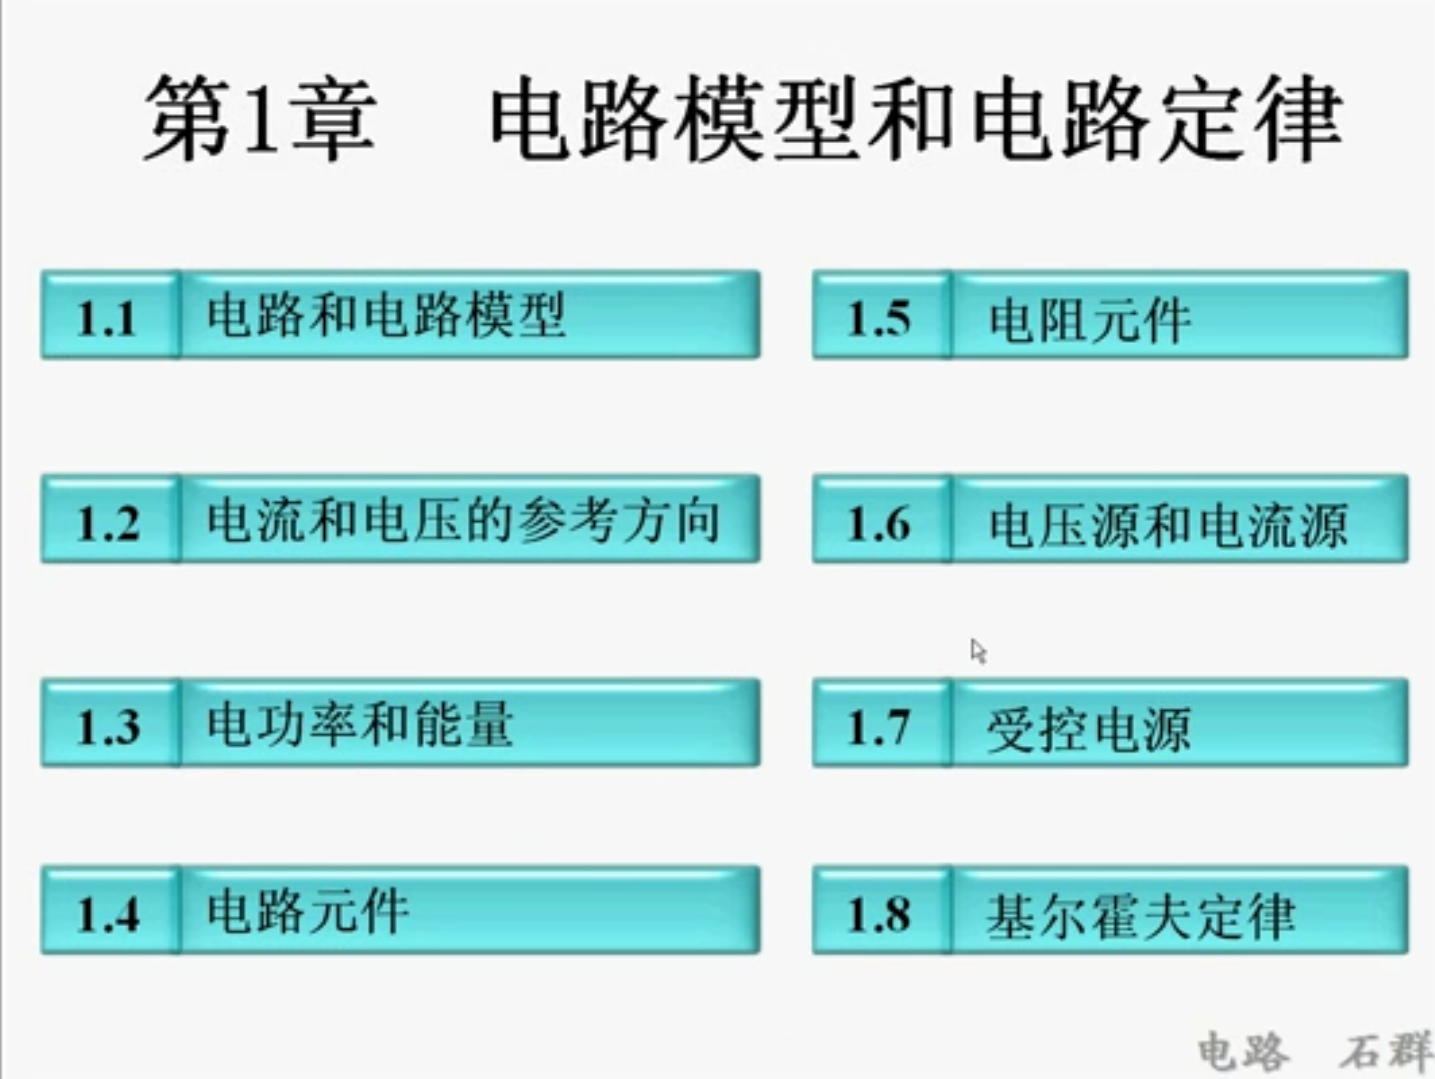 第1章 电路模型和电路定律
1.1 电路和电路模型
1.2 电流和电压的参考方向
1.3 电功率和能量
1.4 电路元件
1.5 电阻元件
1.6 电压源和电流源
1.7 受控电源
1.8 基尔霍夫定律
电路 石群